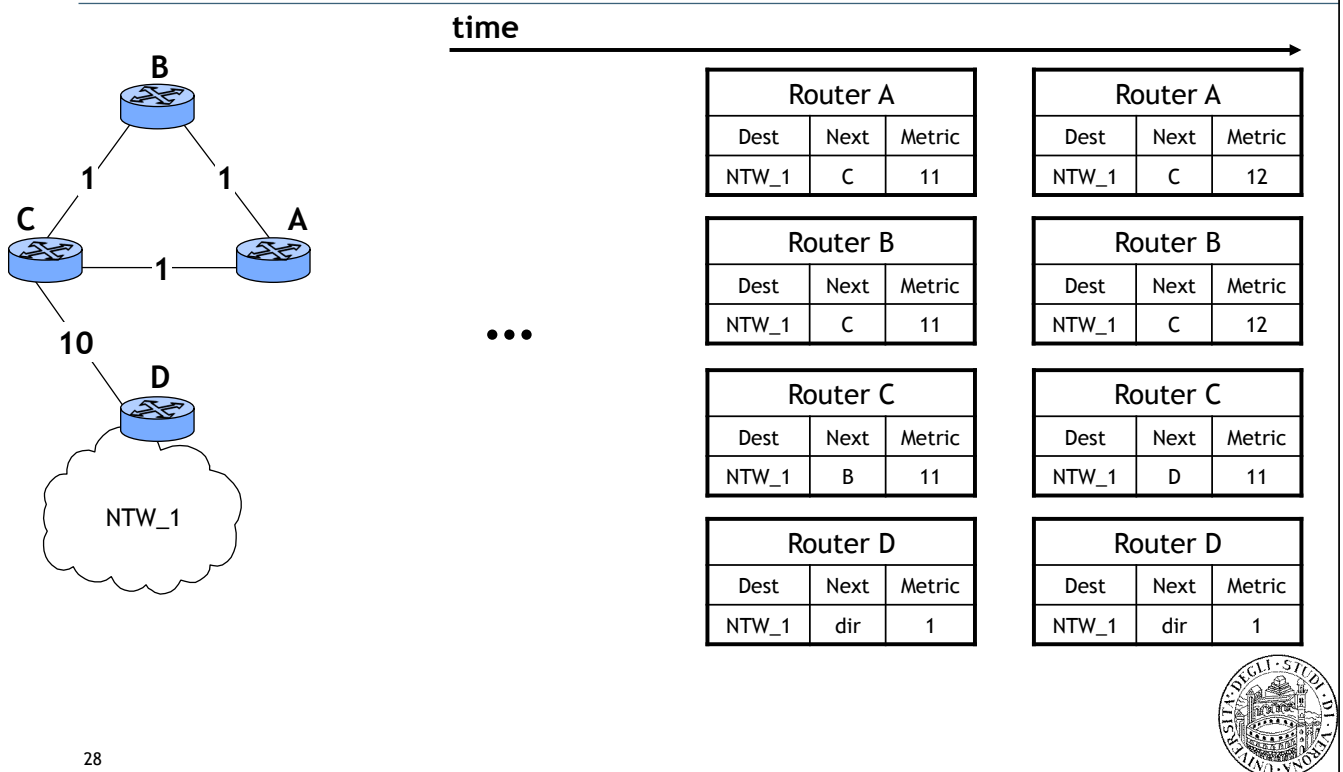 time
B
1 1
C A
1
10
D
NTW_1
...
Router A
Dest Next Metric
NTW_1 C 11
Router B
Dest Next Metric
NTW_1 C 11
Router C
Dest Next Metric
NTW_1 B 11
Router D
Dest Next Metric
NTW_1 dir 1
Router A
Dest Next Metric
NTW_1 C 12
Router B
Dest Next Metric
NTW_1 C 12
Router C
Dest Next Metric
NTW_1 D 11
Router D
Dest Next Metric
NTW_1 dir 1
28